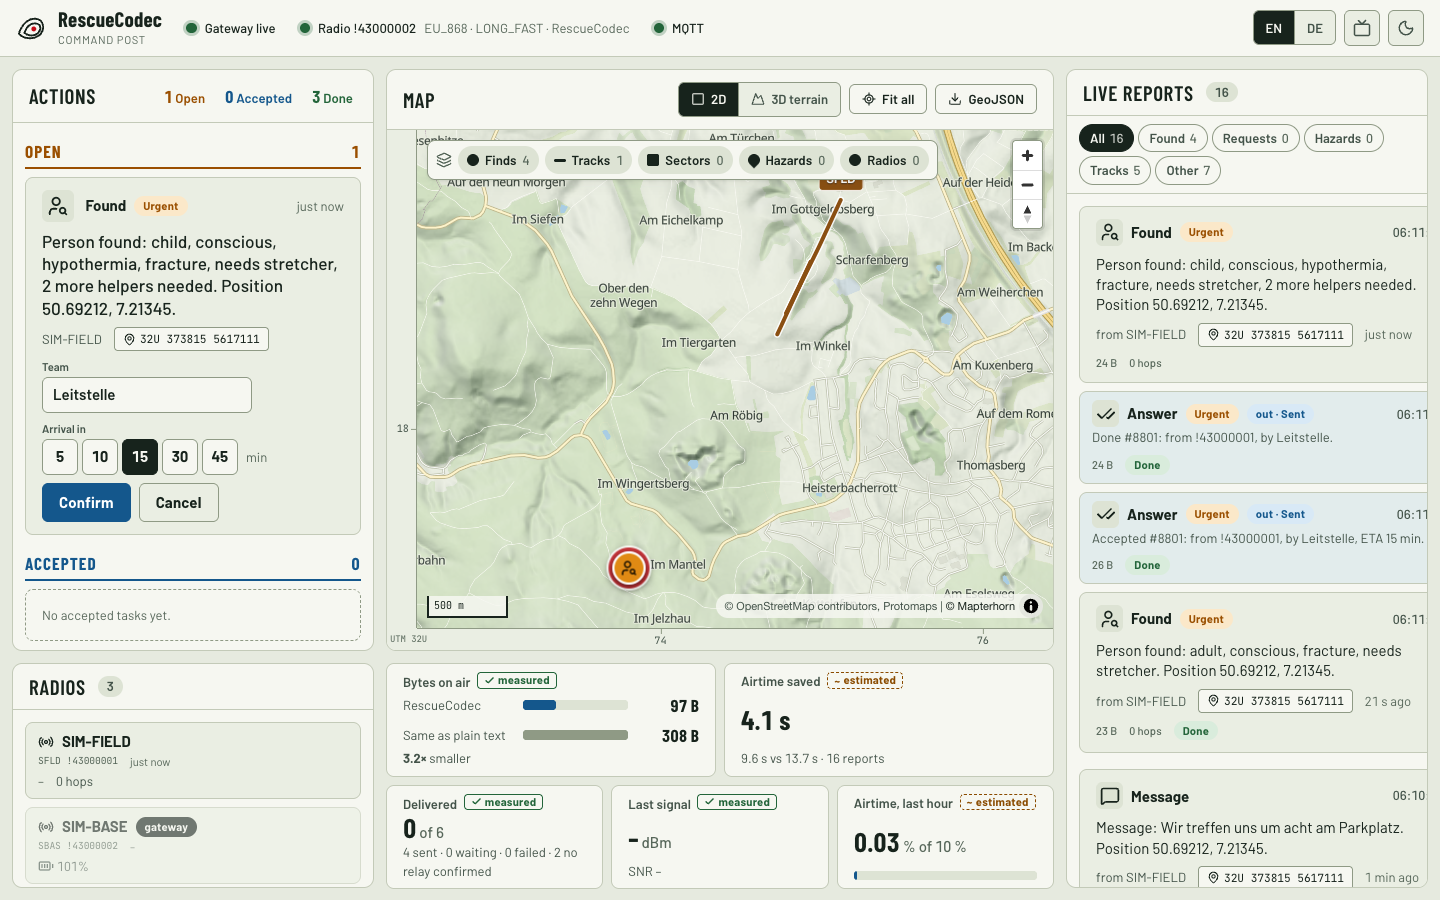 RescueCodec
COMMAND POST
Gateway live
Radio !43000002 EU_868 · LONG_FAST · RescueCodec
MQTT
EN DE
ACTIONS
1 Open 0 Accepted 3 Done
OPEN 1
Found Urgent just now
Person found: child, conscious,
hypothermia, fracture, needs stretcher,
2 more helpers needed. Position
50.69212, 7.21345.
SIM-FIELD 32U 373815 5617111
Team
Leitstelle
Arrival in
5 10 15 30 45 min
Confirm Cancel
ACCEPTED 0
No accepted tasks yet.
RADIOS 3
SIM-FIELD
SFLD !43000001 just now
– 0 hops
SIM-BASE gateway
SBAS !43000002 –
101%
MAP
2D 3D terrain Fit all GeoJSON
Am Türchen
Finds 4 Tracks 1 Sectors 0 Hazards 0 Radios 0
Auf den neun Morgen
SFLD
Auf der Heide
Im Siefen
Am Eichelkamp
Im Gottgelobsberg
Scharfenberg
Ober den
zehn Wegen
Am Weiherchen
Im Tiergarten
Im Winkel
Am Kuxenberg
Am Röbig
18
Thomasberg
Im Wingertsberg
Heisterbacherrott
Im Mantel
Am Eselsweg
500 m
© OpenStreetMap contributors, Protomaps | © Mapterhorn
Im Jelzhau
UTM 32U 74 76
Bytes on air measured
RescueCodec 97 B
Same as plain text 308 B
3.2× smaller
Airtime saved ~ estimated
4.1 s
9.6 s vs 13.7 s · 16 reports
Delivered measured
0 of 6
4 sent · 0 waiting · 0 failed · 2 no
relay confirmed
Last signal measured
– dBm
SNR –
Airtime, last hour ~ estimated
0.03 % of 10 %
LIVE REPORTS 16
All 16 Found 4 Requests 0 Hazards 0
Tracks 5 Other 7
Found Urgent 06:11
Person found: child, conscious, hypothermia,
fracture, needs stretcher, 2 more helpers needed.
Position 50.69212, 7.21345.
from SIM-FIELD 32U 373815 5617111 just now
24 B 0 hops
Answer Urgent out · Sent 06:11
Done #8801: from !43000001, by Leitstelle.
24 B Done
Answer Urgent out · Sent 06:11
Accepted #8801: from !43000001, by Leitstelle, ETA 15 min.
26 B Done
Found Urgent 06:11
Person found: adult, conscious, fracture, needs
stretcher. Position 50.69212, 7.21345.
from SIM-FIELD 32U 373815 5617111 21 s ago
23 B 0 hops Done
Message 06:10
Message: Wir treffen uns um acht am Parkplatz.
Position 50.69212, 7.21345.
from SIM-FIELD 32U 373815 5617111 1 min ago